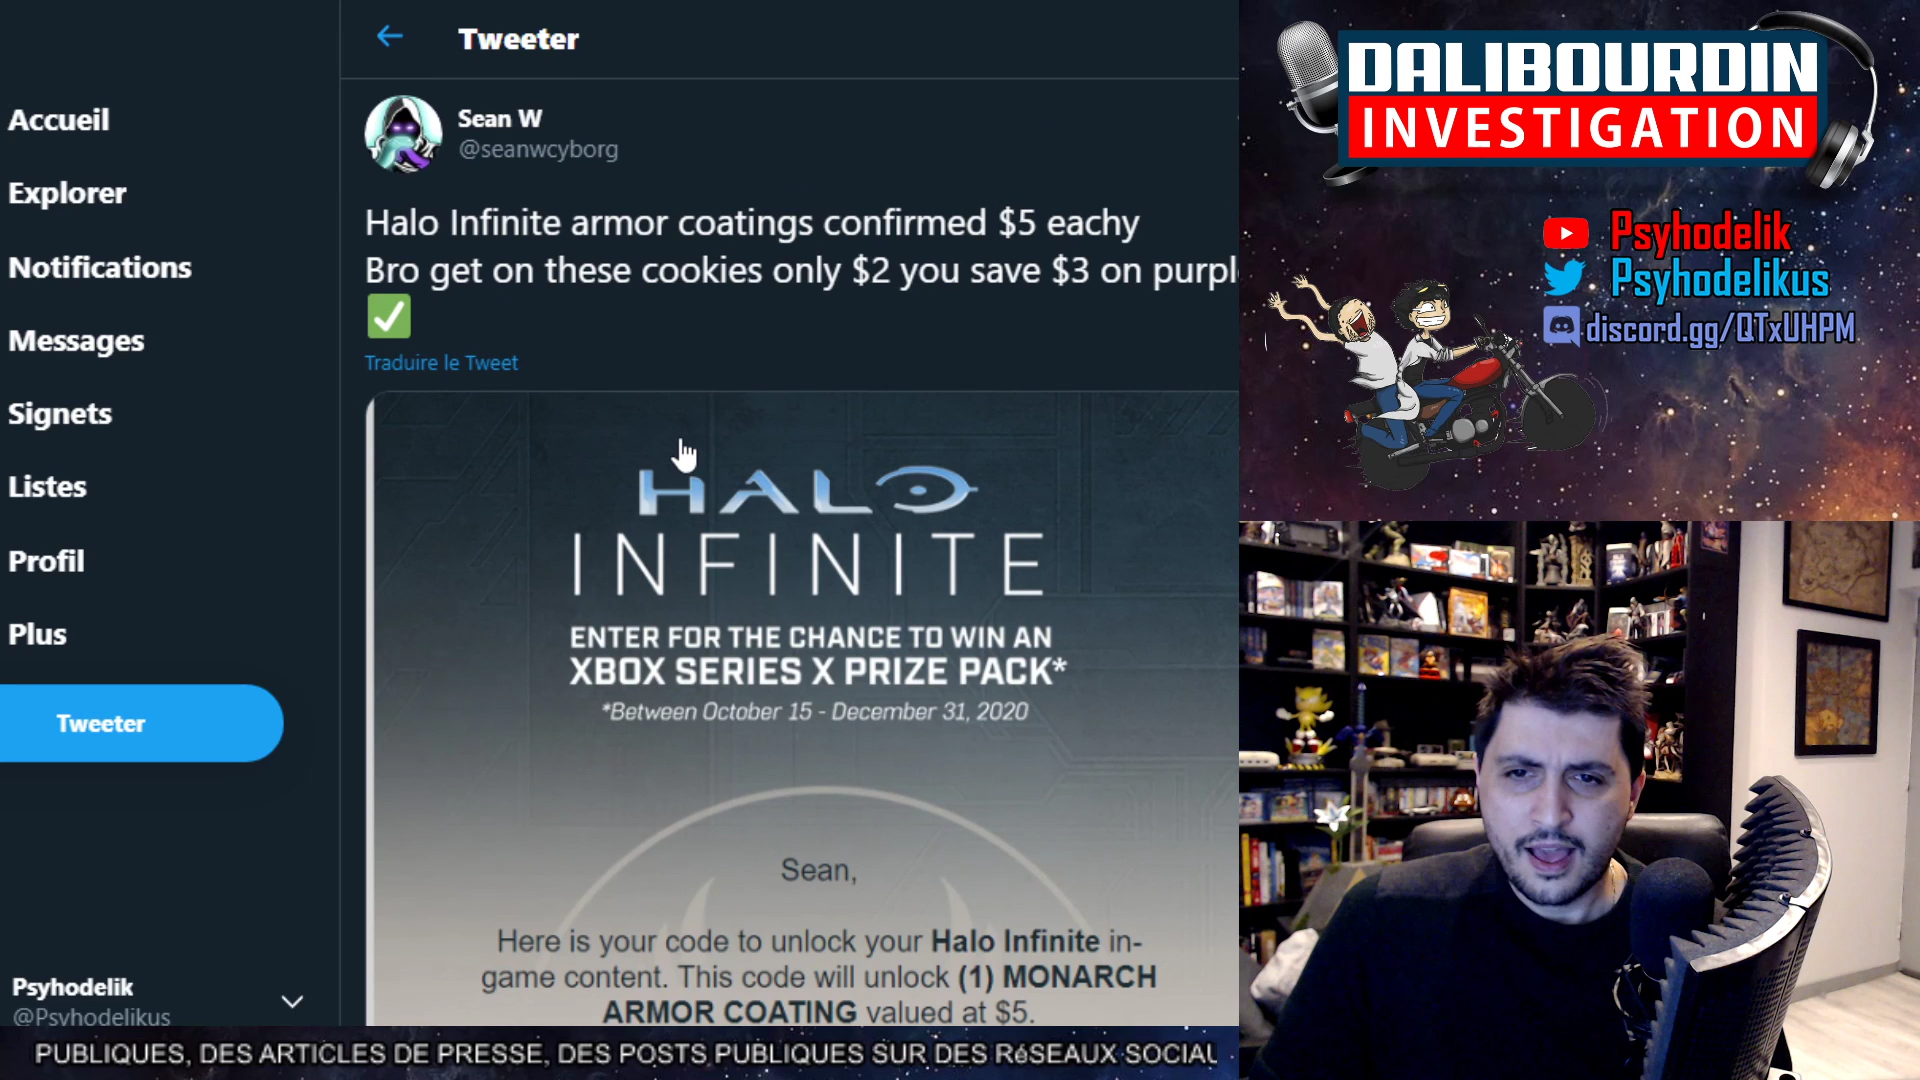 Tweeter
Accueil
Explorer
Notifications
Messages
Signets
Listes
Profil
Plus
Tweeter
Psyhodelik
@Psyhodelikus
Sean W
@seanwcyborg
Halo Infinite armor coatings confirmed $5 eachy
Bro get on these cookies only $2 you save $3 on purpl
Traduire le Tweet
HALO
INFINITE
ENTER FOR THE CHANCE TO WIN AN
XBOX SERIES X PRIZE PACK*
*Between October 15 - December 31, 2020
Sean,
Here is your code to unlock your Halo Infinite in-
game content. This code will unlock (1) MONARCH
ARMOR COATING valued at $5.
DALIBOURDIN
INVESTIGATION
Psyhodelik
Psyhodelikus
discord.gg/QTxUHPM
PUBLIQUES, DES ARTICLES DE PRESSE, DES POSTS PUBLIQUES SUR DES RéSEAUX SOCIAU